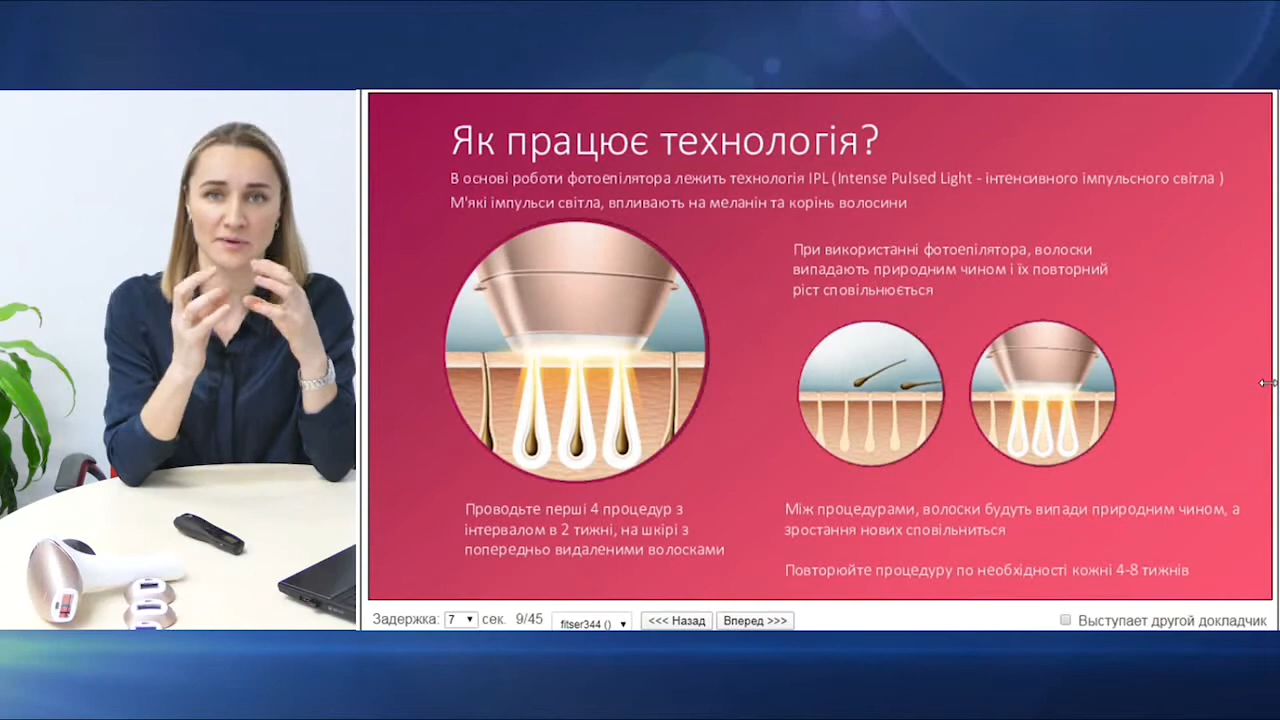 Як працює технологія?
В основі роботи фотоепілятора лежить технологія IPL (Intense Pulsed Light - інтенсивного імпульсного світла )
М'які імпульси світла, впливають на меланін та корінь волосини
При використанні фотоепілятора, волоски
випадають природним чином і їх повторний
ріст сповільнюється
Проводьте перші 4 процедур з
інтервалом в 2 тижні, на шкірі з
попередньо видаленими волосками
Між процедурами, волоски будуть випади природним чином, а
зростання нових сповільниться
Повторюйте процедуру по необхідності кожні 4-8 тижнів
Задержка: 7 сек. 9/45 fitser344 () <<< Назад Вперед >>> Выступает другой докладчик